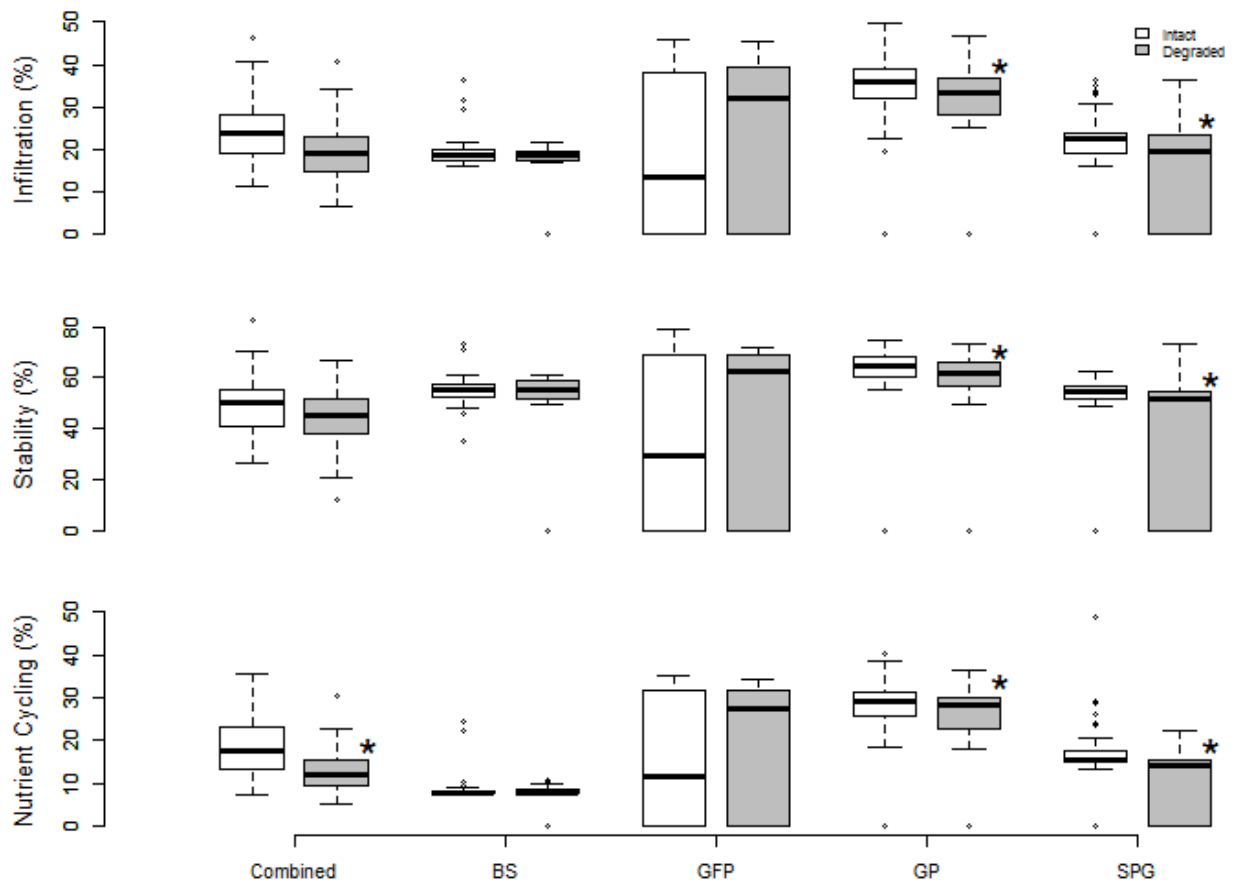 Infiltration (%)
50
40
30
20
10
0
Intact
Degraded
*
*
Stability (%)
80
60
40
20
0
*
*
Nutrient Cycling (%)
50
40
30
20
10
0
*
*
*
Combined
BS
GFP
GP
SPG